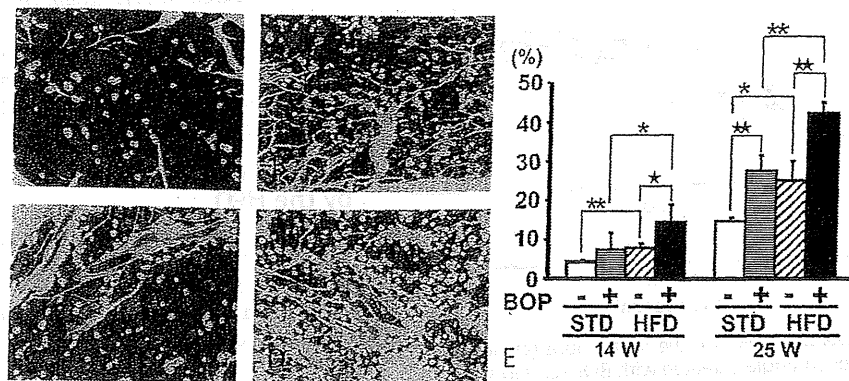 (%)
50
40
30
20
10
0
*
**
*
**
*
**
**
BOP - + - + - + - +
STD HFD STD HFD
14 W 25 W
D
E